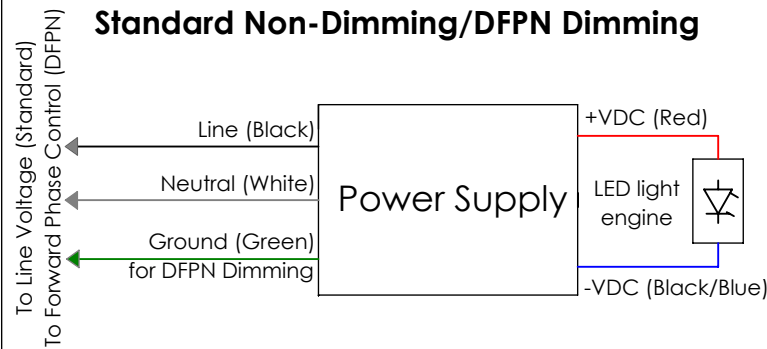 Standard Non-Dimming/DFPN Dimming
To Line Voltage (Standard)
To Forward Phase Control (DFPN)
Line (Black)
Neutral (White)
Ground (Green)
for DFPN Dimming
Power Supply
+VDC (Red)
LED light
engine
-VDC (Black/Blue)